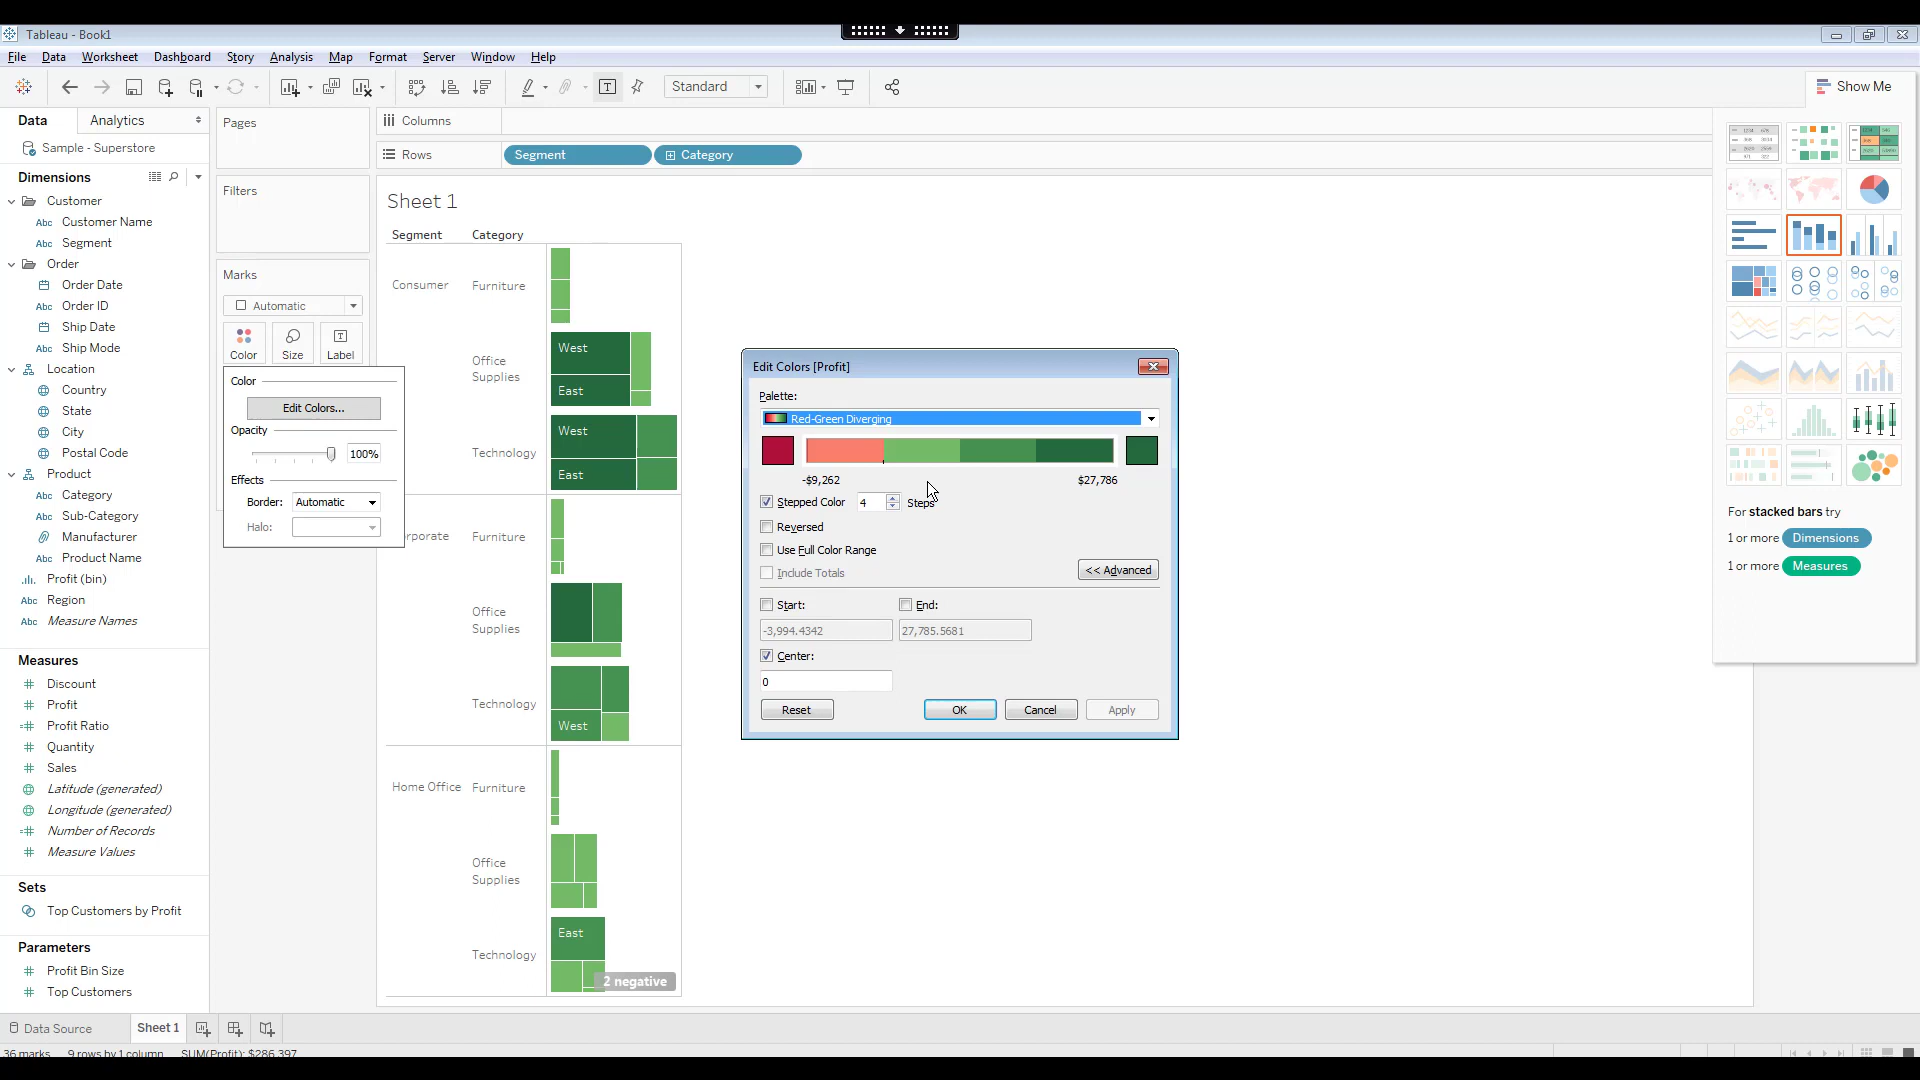 Tableau - Book1
File Data Worksheet Dashboard Story Analysis Map Format Server Window Help
Standard
Show Me
Data
Analytics
Sample - Superstore
Dimensions
Customer
Abc Customer Name
Abc Segment
Order
Order Date
Abc Order ID
Ship Date
Abc Ship Mode
Location
Country
State
City
Postal Code
Product
Abc Category
Abc Sub-Category
Manufacturer
Abc Product Name
Profit (bin)
Abc Region
Abc Measure Names
Measures
# Discount
# Profit
=# Profit Ratio
# Quantity
# Sales
Latitude (generated)
Longitude (generated)
=# Number of Records
# Measure Values
Sets
Top Customers by Profit
Parameters
# Profit Bin Size
# Top Customers
Pages
Filters
Marks
Automatic
Color
Size
Label
Color
Edit Colors...
Opacity
100%
Effects
Border: Automatic
Halo:
Columns
Rows
Segment
Category
Sheet 1
Segment Category
Consumer
Furniture
Office
Supplies
West
East
Technology
West
East
rporate
Furniture
Office
Supplies
Technology
West
Home Office
Furniture
Office
Supplies
Technology
East
2 negative
Edit Colors [Profit]
Palette:
Red-Green Diverging
-$9,262
$27,786
Stepped Color
4
Steps
Reversed
Use Full Color Range
Include Totals
<< Advanced
Start:
End:
-3,994.4342
27,785.5681
Center:
0
Reset
OK
Cancel
Apply
For stacked bars try
1 or more Dimensions
1 or more Measures
Data Source
Sheet 1
36 marks 9 rows by 1 column SUM(Profit): $286,397